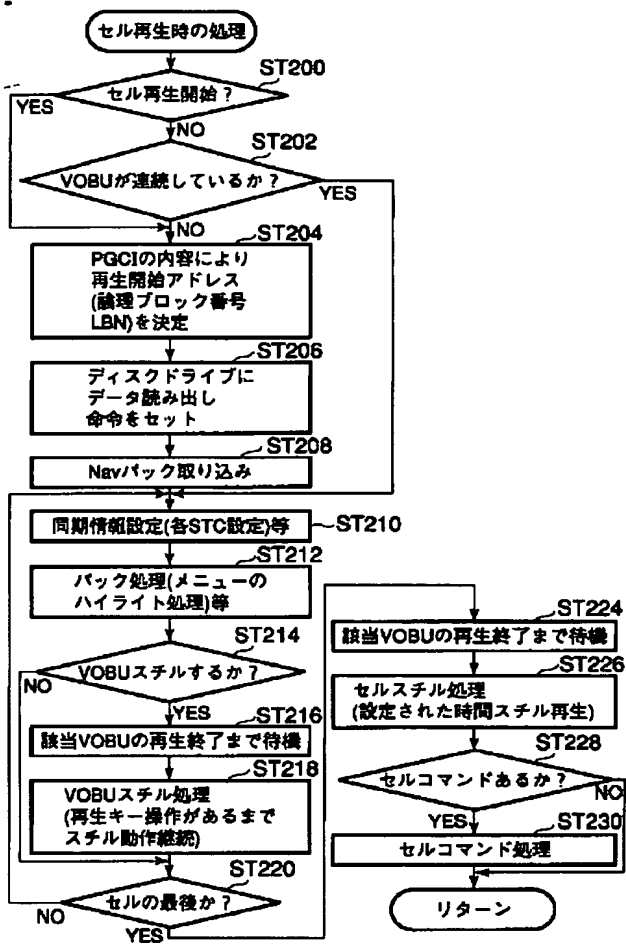 セル再生時の処理
ST200
セル再生開始?
YES
NO
ST202
VOBUが連続しているか?
YES
NO
ST204
PGCIの内容により
再生開始アドレス
(論理ブロック番号
LBN)を決定
ST206
ディスクドライブに
データ読み出し
命令をセット
ST208
Navパック取り込み
同期情報設定(各STC設定)等
ST210
ST212
パック処理(メニューの
ハイライト処理)等
ST214
VOBUスチルするか?
NO
YES
ST216
該当VOBUの再生終了まで待機
ST218
VOBUスチル処理
(再生キー操作があるまで
スチル動作継続)
ST220
セルの最後か?
NO
YES
ST224
該当VOBUの再生終了まで待機
ST226
セルスチル処理
(設定された時間スチル再生)
ST228
セルコマンドあるか?
NO
YES
ST230
セルコマンド処理
リターン